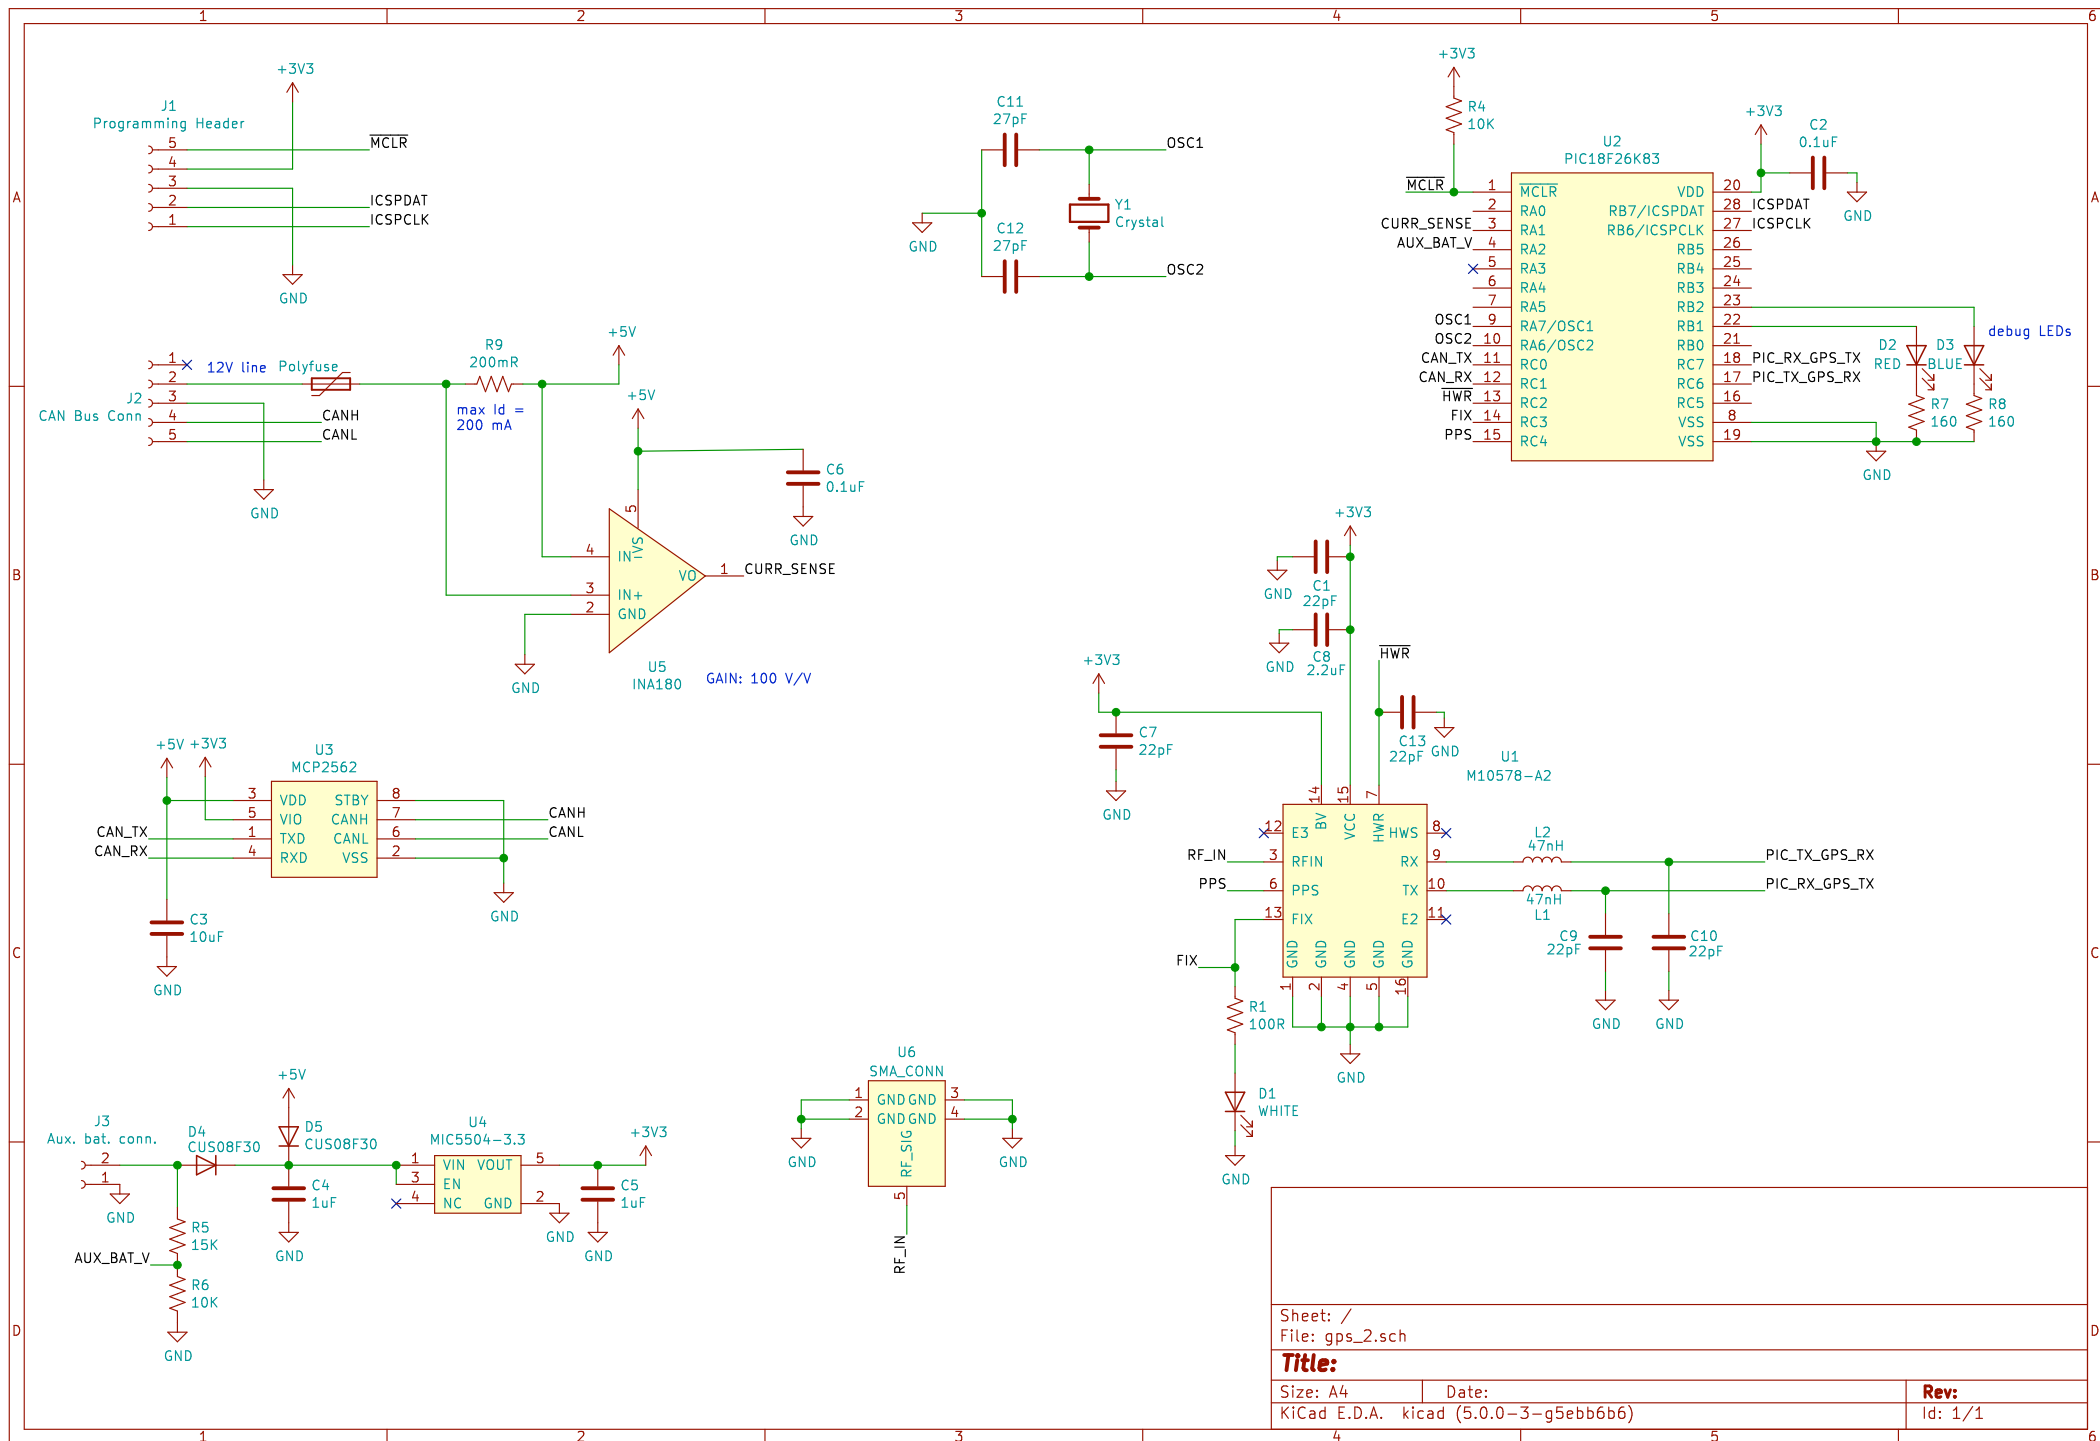 1 2 3 4 5 6
A
B
C
D
A
B
C
D
+3V3
J1
Programming Header
5
4
3
2
1
MCLR
ICSPDAT
ICSPCLK
GND
C11
27pF
OSC1
Y1
Crystal
GND
C12
27pF
OSC2
+3V3
R4
10K
U2
PIC18F26K83
+3V3
C2
0.1uF
GND
MCLR
CURR_SENSE
AUX_BAT_V
OSC1
OSC2
CAN_TX
CAN_RX
HWR
FIX
PPS
1 MCLR
2 RA0
3 RA1
4 RA2
5 RA3
6 RA4
7 RA5
9 RA7/OSC1
10 RA6/OSC2
11 RC0
12 RC1
13 RC2
14 RC3
15 RC4
VDD 20
RB7/ICSPDAT 28 ICSPDAT
RB6/ICSPCLK 27 ICSPCLK
RB5 26
RB4 25
RB3 24
RB2 23
RB1 22
RB0 21
RC7 18 PIC_RX_GPS_TX
RC6 17 PIC_TX_GPS_RX
RC5 16
VSS 8
VSS 19
debug LEDs
D2
RED
D3
BLUE
R7
160
R8
160
GND
1
2
3
4
5
J2
CAN Bus Conn
12V line
Polyfuse
CANH
CANL
GND
R9
200mR
+5V
max Id =
200 mA
+5V
C6
0.1uF
GND
5
VS
4 IN-
3 IN+
2 GND
VO 1 CURR_SENSE
GND
U5
INA180
GAIN: 100 V/V
+3V3
C1
22pF
GND
C8
2.2uF
GND
HWR
C13
22pF
GND
+3V3
C7
22pF
GND
U1
M10578-A2
14 BV
15 VCC
7 HWR
12 E3
RF_IN 3 RFIN
PPS 6 PPS
13 FIX
HWS 8
RX 9
TX 10
E2 11
GND GND GND GND GND
1 2 4 5 16
GND
L2
47nH
PIC_TX_GPS_RX
47nH
L1
PIC_RX_GPS_TX
C9
22pF
C10
22pF
GND
GND
FIX
R1
100R
D1
WHITE
GND
+5V +3V3
U3
MCP2562
3 VDD
5 VIO
CAN_TX 1 TXD
CAN_RX 4 RXD
STBY 8
CANH 7 CANH
CANL 6 CANL
VSS 2
GND
C3
10uF
GND
J3
Aux. bat. conn.
2
1
GND
D4
CUS08F30
+5V
D5
CUS08F30
C4
1uF
GND
R5
15K
AUX_BAT_V
R6
10K
GND
U4
MIC5504-3.3
1 VIN
3 EN
4 NC
VOUT 5
GND 2
GND
+3V3
C5
1uF
GND
U6
SMA_CONN
1 GND
2 GND
GND 3
GND 4
RF_SIG
5
RF_IN
GND
GND
Sheet: /
File: gps_2.sch
Title:
Size: A4
Date:
Rev:
KiCad E.D.A. kicad (5.0.0-3-g5ebb6b6)
Id: 1/1
1 2 3 4 5 6